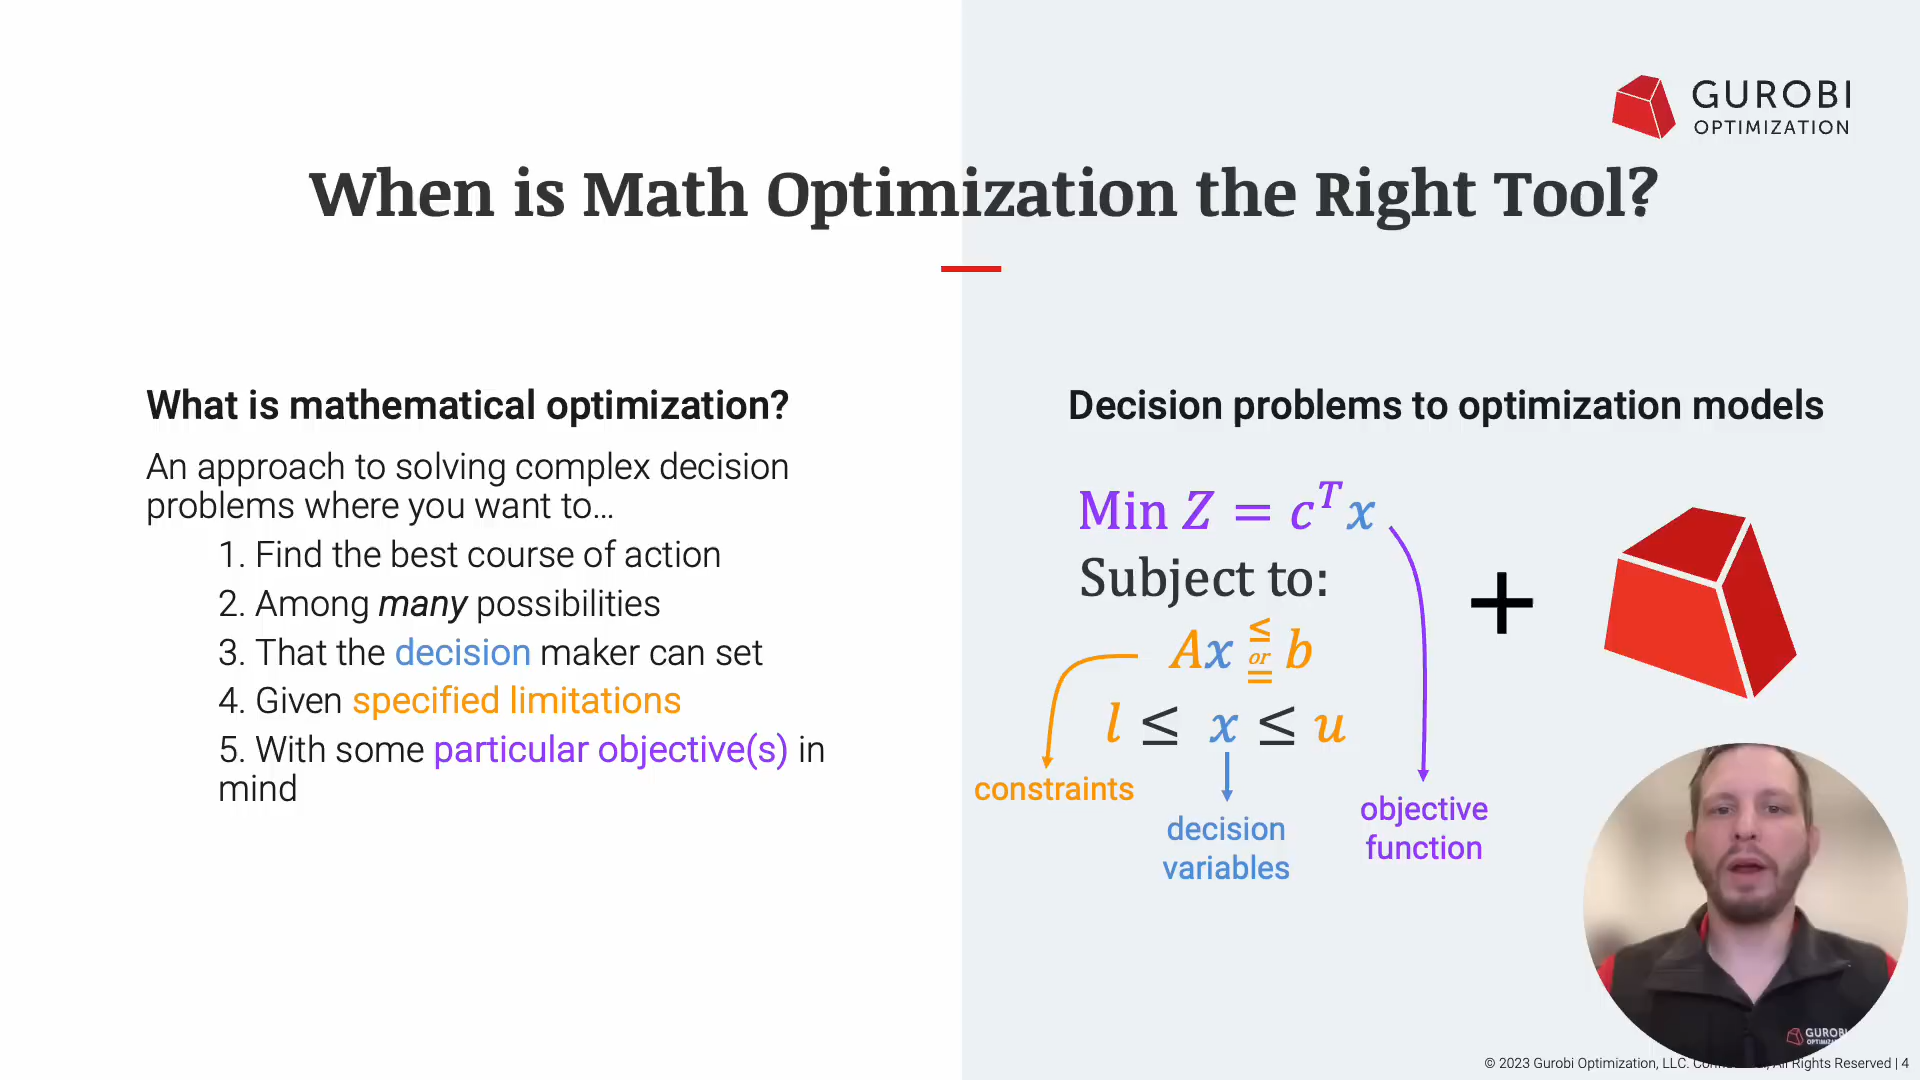 GUROBI
OPTIMIZATION
When is Math Optimization the Right Tool?
What is mathematical optimization?
An approach to solving complex decision
problems where you want to…
1. Find the best course of action
2. Among many possibilities
3. That the decision maker can set
4. Given specified limitations
5. With some particular objective(s) in
mind
Decision problems to optimization models
Min Z = cᵀx
Subject to:
Ax ≤ or = b
l ≤ x ≤ u
+
constraints
decision
variables
objective
function
GUROBI
© 2023 Gurobi Optimization, LLC. All Rights Reserved | 4